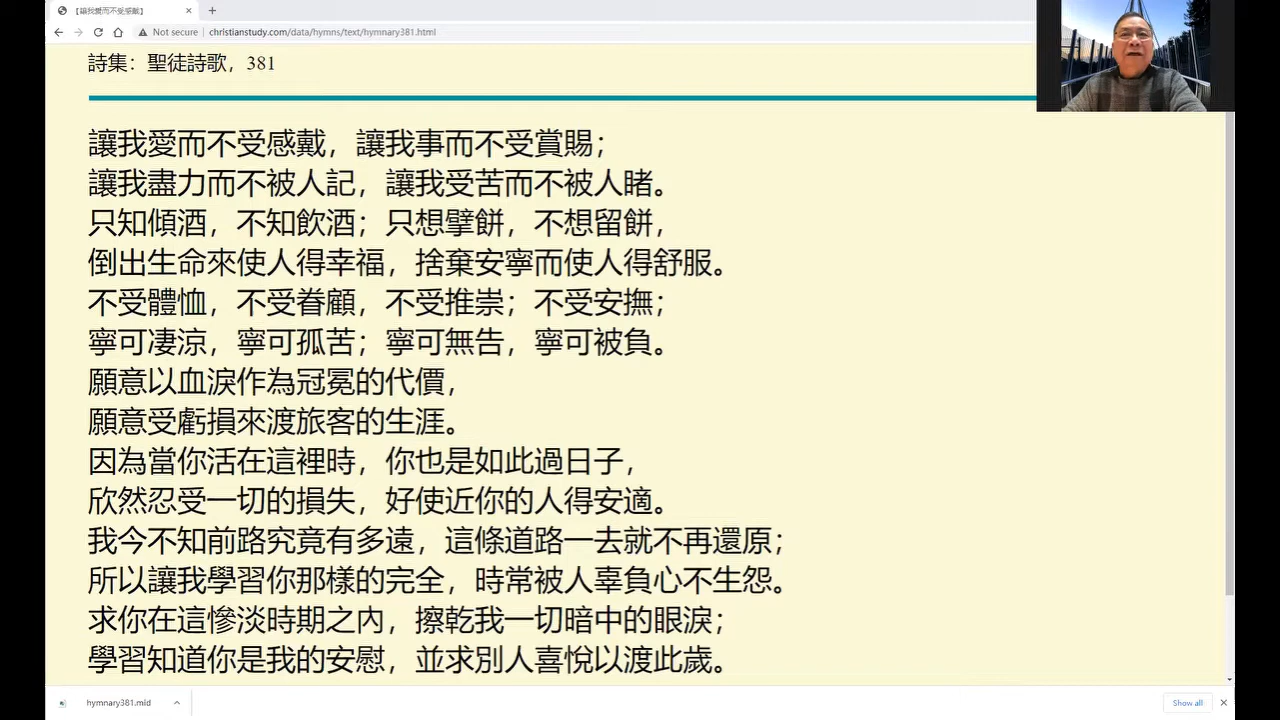 【讓我愛而不受感戴】
Not secure | christianstudy.com/data/hymns/text/hymnary381.html
詩集：聖徒詩歌，381
讓我愛而不受感戴，讓我事而不受賞賜；
讓我盡力而不被人記，讓我受苦而不被人睹。
只知傾酒，不知飲酒；只想擘餅，不想留餅，
倒出生命來使人得幸福，捨棄安寧而使人得舒服。
不受體恤，不受眷顧，不受推崇；不受安撫；
寧可凄涼，寧可孤苦；寧可無告，寧可被負。
願意以血淚作為冠冕的代價，
願意受虧損來渡旅客的生涯。
因為當你活在這裡時，你也是如此過日子，
欣然忍受一切的損失，好使近你的人得安適。
我今不知前路究竟有多遠，這條道路一去就不再還原；
所以讓我學習你那樣的完全，時常被人辜負心不生怨。
求你在這慘淡時期之內，擦乾我一切暗中的眼淚；
學習知道你是我的安慰，並求別人喜悅以渡此歲。
hymnary381.mid
Show all